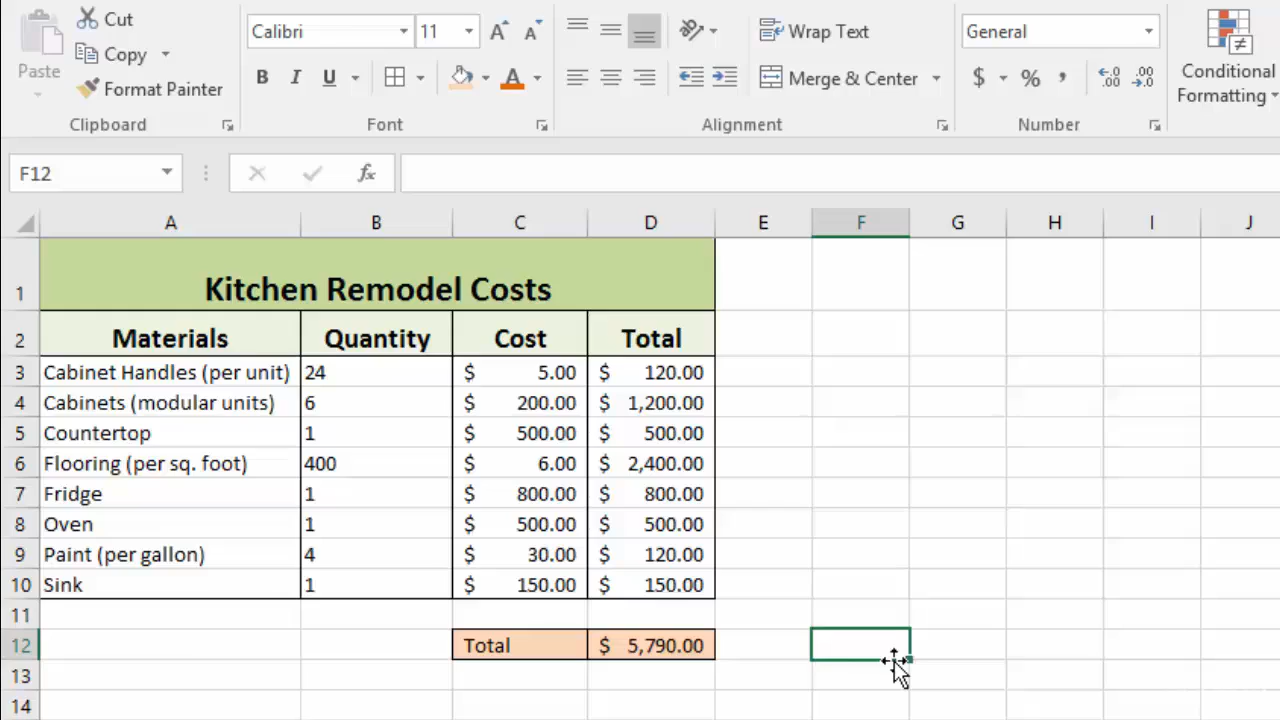 Cut
Copy
Format Painter
Paste
Clipboard
Calibri 11 A A
B I U A
Font
Wrap Text
Merge & Center
Alignment
General
$ % , .0 .00 .00 .0
Number
Conditional
Formatting
F12 fx
A B C D E F G H I J
1 Kitchen Remodel Costs
2 Materials Quantity Cost Total
3 Cabinet Handles (per unit) 24 $ 5.00 $ 120.00
4 Cabinets (modular units) 6 $ 200.00 $ 1,200.00
5 Countertop 1 $ 500.00 $ 500.00
6 Flooring (per sq. foot) 400 $ 6.00 $ 2,400.00
7 Fridge 1 $ 800.00 $ 800.00
8 Oven 1 $ 500.00 $ 500.00
9 Paint (per gallon) 4 $ 30.00 $ 120.00
10 Sink 1 $ 150.00 $ 150.00
11
12 Total $ 5,790.00
13
14